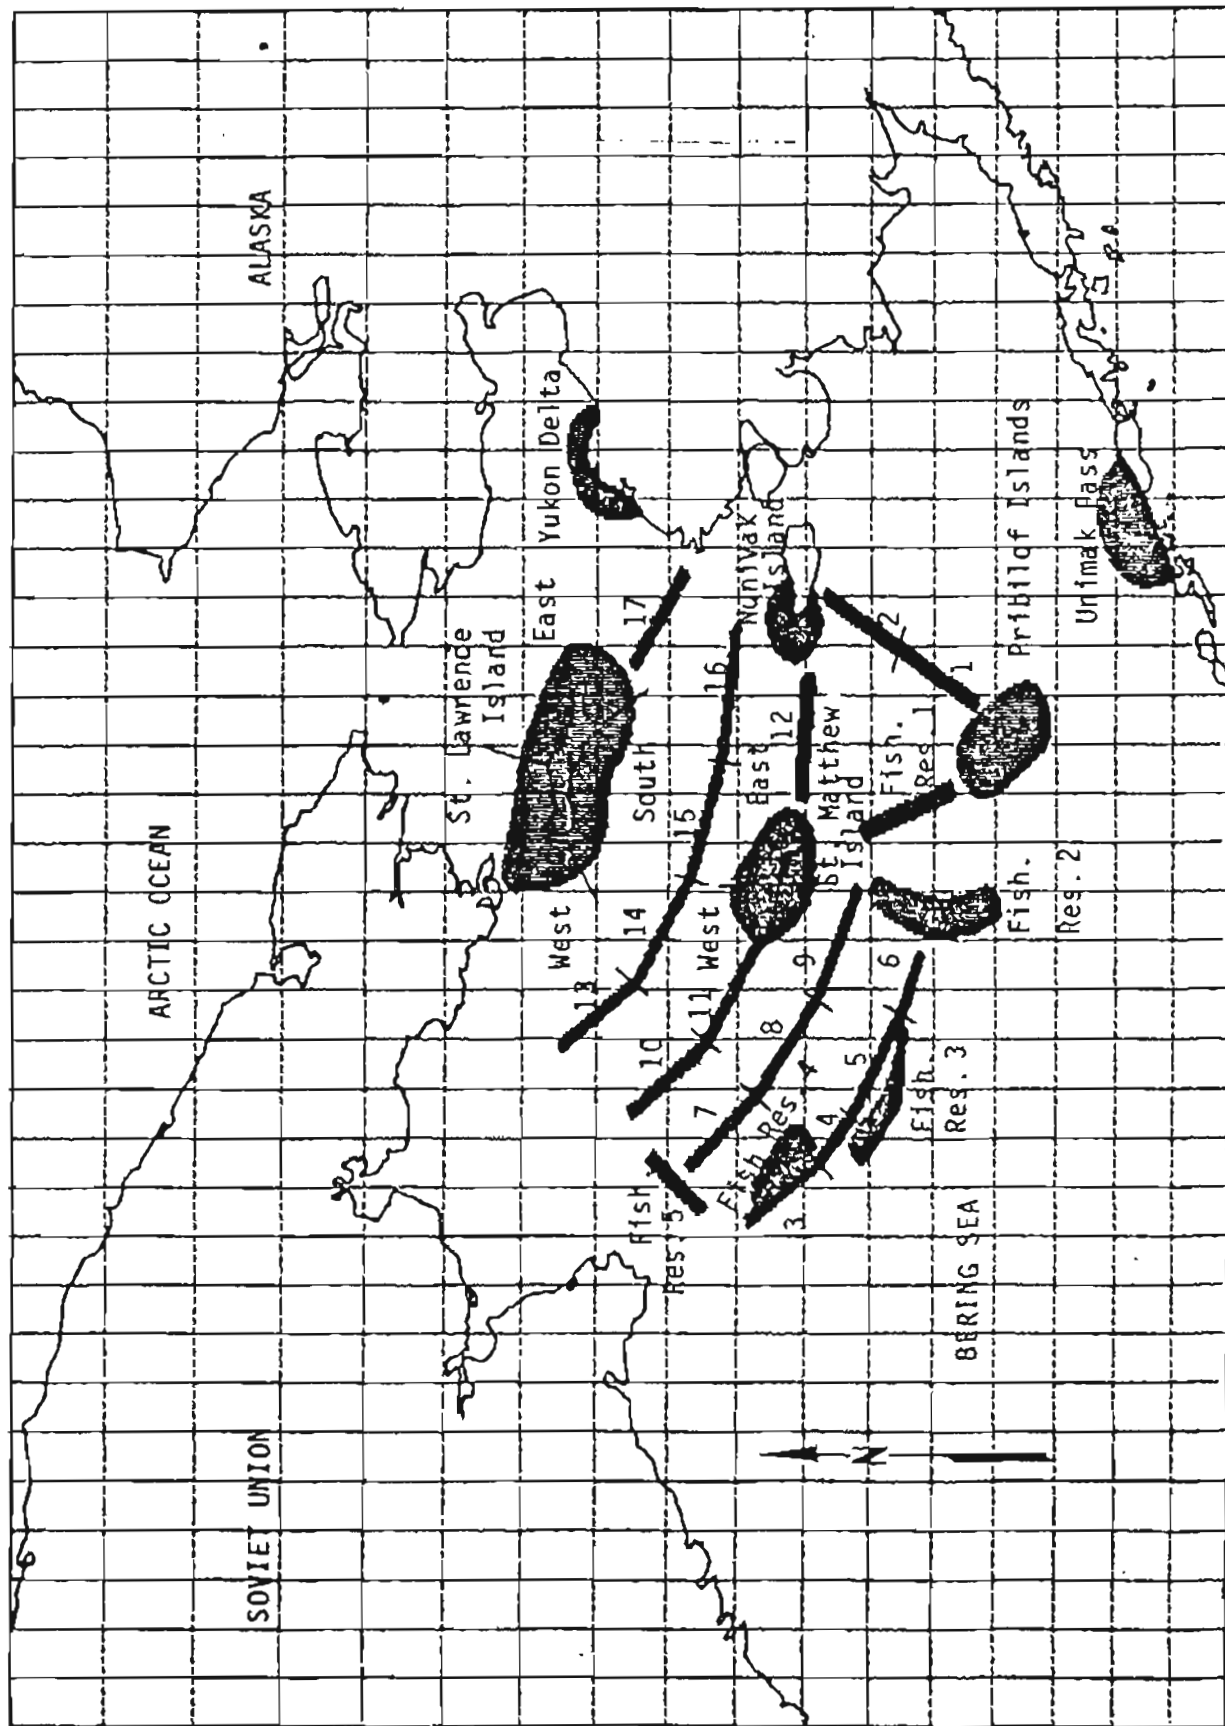 SOVIET UNION
ARCTIC OCEAN
ALASKA
St. Lawrence
Island
East
Yukon Delta
West
South
17
13
14
15
16
Nunivak
Island
10
11
West
East
12
St. Matthew
Island
7
8
9
Fish.
Res. 1
2
1
Pribilof Islands
Unimak Pass
Fish.
Res. 5
Fish Res. 4
3
4
5
6
Fish.
Res. 3
Fish.
Res. 2
BERING SEA
N